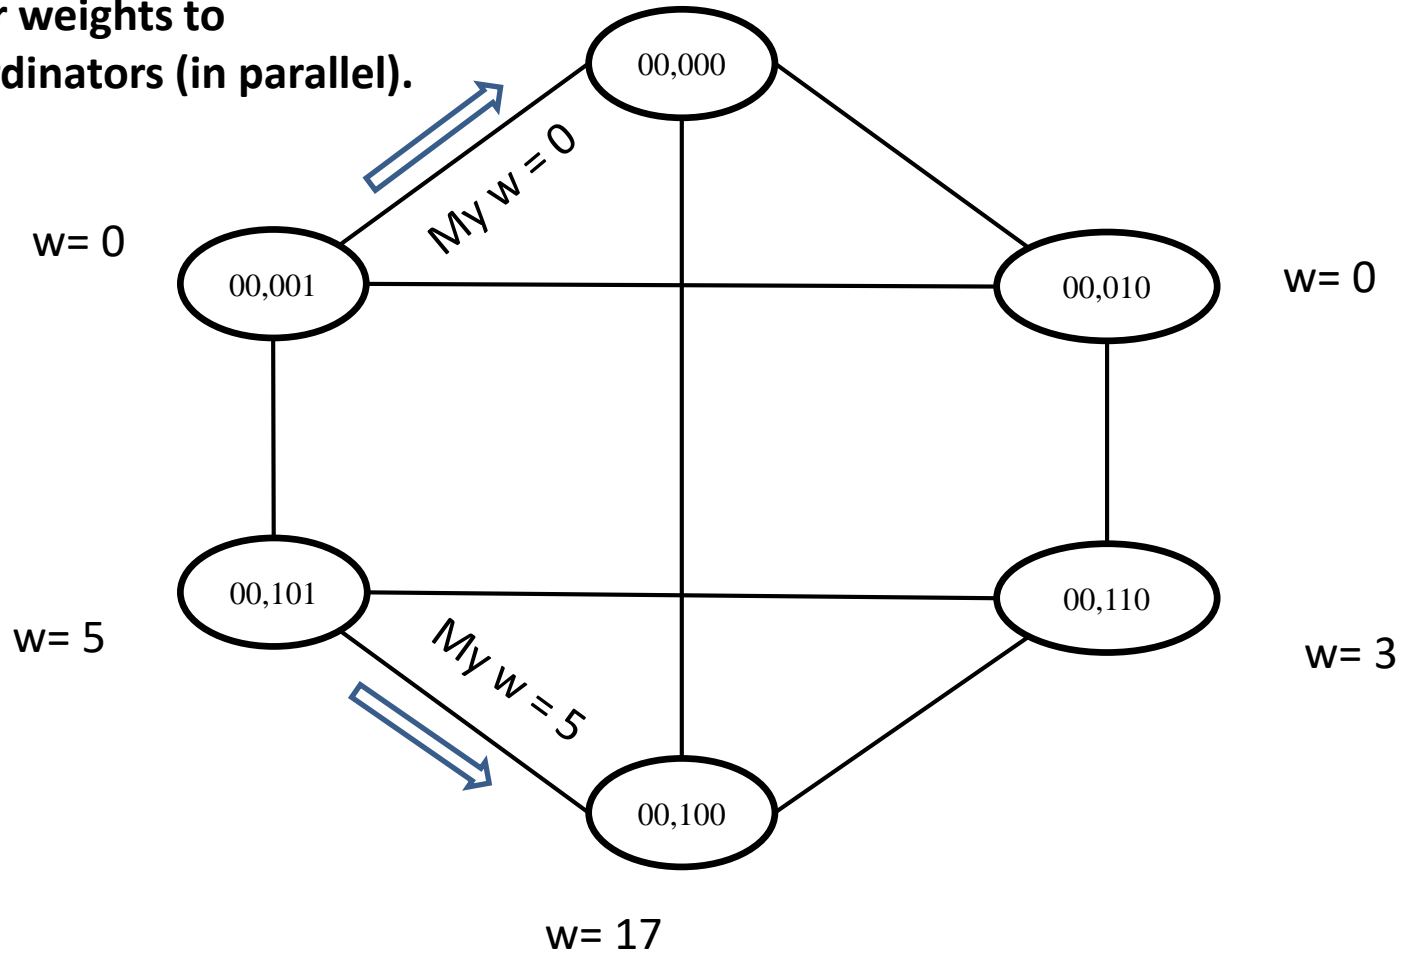 weights to
(in parallel).
00,000
My w = 0
w= 0
00,001
00,010
w= 0
00,101
00,110
w= 5
My w = 5
w= 3
00,100
w= 17